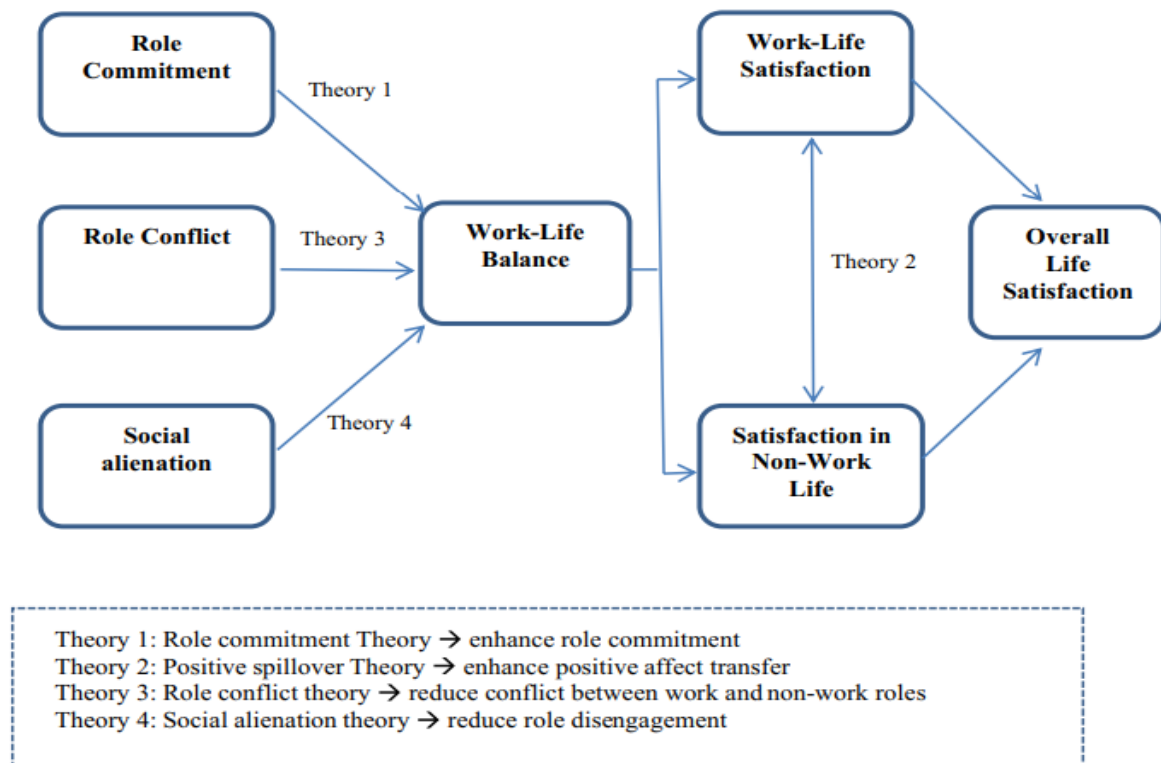 Role
Commitment
Theory 1
Role Conflict
Theory 3
Social
alienation
Theory 4
Work-Life
Balance
Work-Life
Satisfaction
Theory 2
Satisfaction in
Non-Work
Life
Overall
Life
Satisfaction
Theory 1: Role commitment Theory → enhance role commitment
Theory 2: Positive spillover Theory → enhance positive affect transfer
Theory 3: Role conflict theory → reduce conflict between work and non-work roles
Theory 4: Social alienation theory → reduce role disengagement